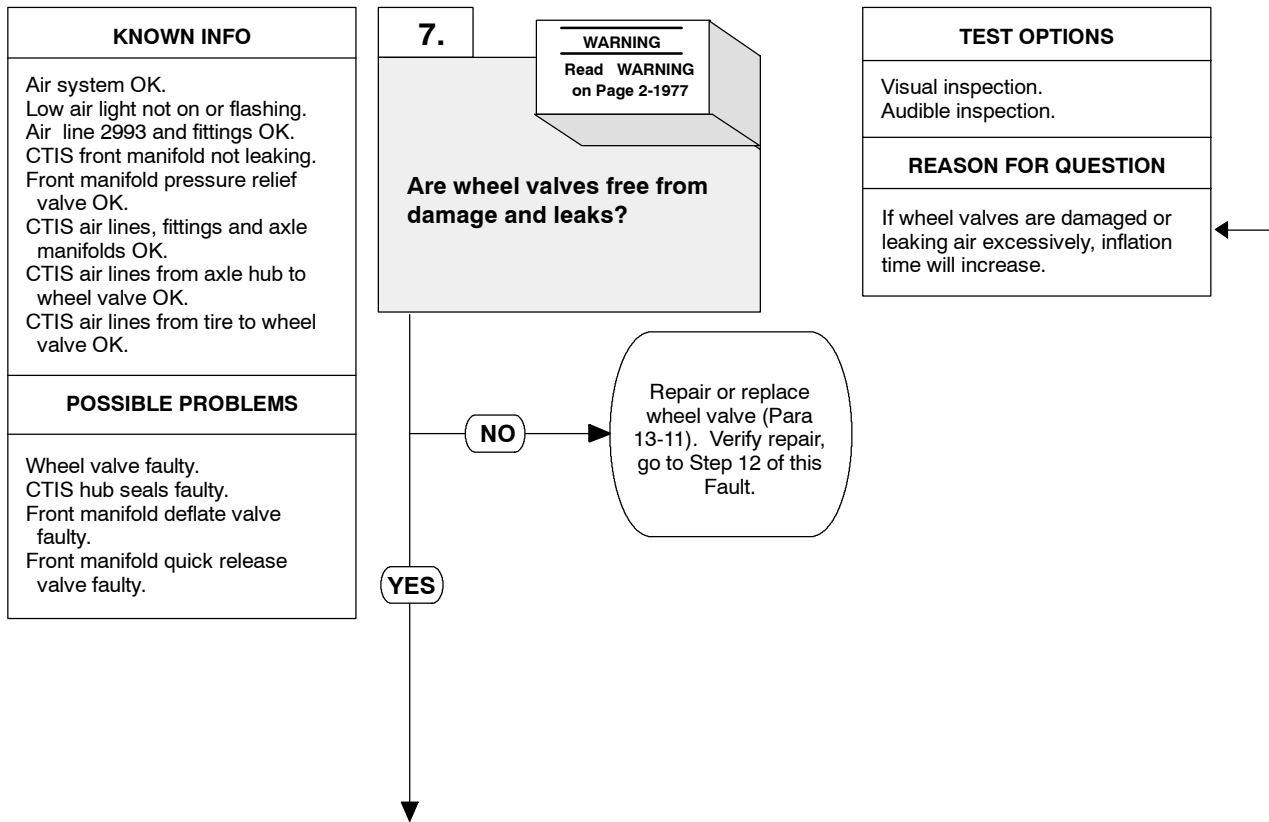 KNOWN INFO
Air system OK.
Low air light not on or flashing.
Air line 2993 and fittings OK.
CTIS front manifold not leaking.
Front manifold pressure relief
valve OK.
CTIS air lines, fittings and axle
manifolds OK.
CTIS air lines from axle hub to
wheel valve OK.
CTIS air lines from tire to wheel
valve OK.
POSSIBLE PROBLEMS
Wheel valve faulty.
CTIS hub seals faulty.
Front manifold deflate valve
faulty.
Front manifold quick release
valve faulty.
7.
WARNING
Read WARNING
on Page 2-1977
Are wheel valves free from
damage and leaks?
NO
Repair or replace
wheel valve (Para
13-11). Verify repair,
go to Step 12 of this
Fault.
YES
TEST OPTIONS
Visual inspection.
Audible inspection.
REASON FOR QUESTION
If wheel valves are damaged or
leaking air excessively, inflation
time will increase.